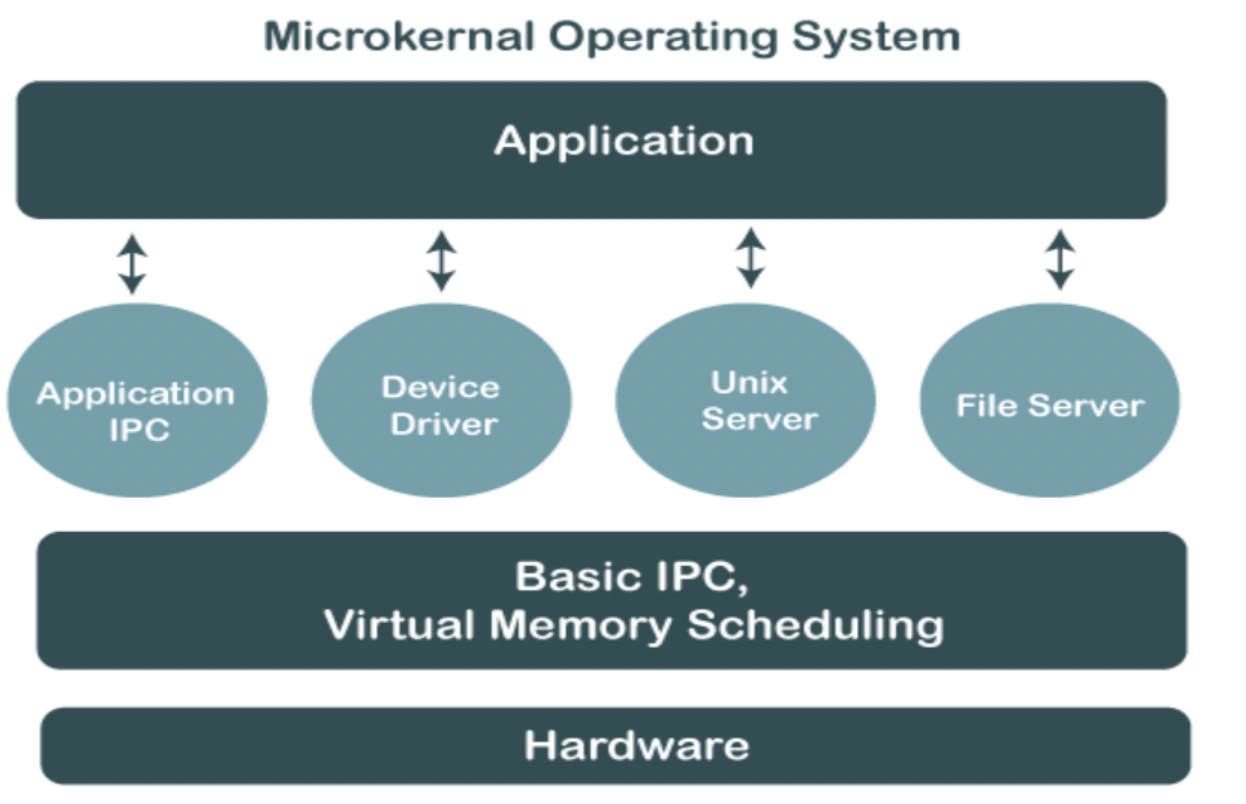 Microkernal Operating System
Application
Application
IPC
Device
Driver
Unix
Server
File Server
Basic IPC,
Virtual Memory Scheduling
Hardware